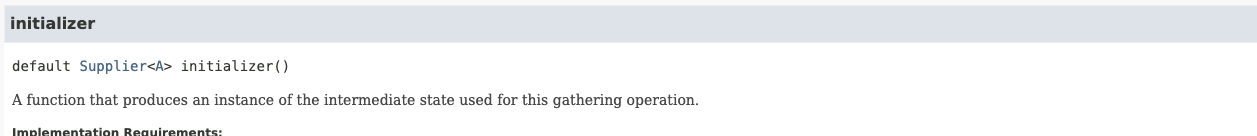 initializer
default Supplier<A> initializer()
A function that produces an instance of the intermediate state used for this gathering operation.
Implementation Requirements: